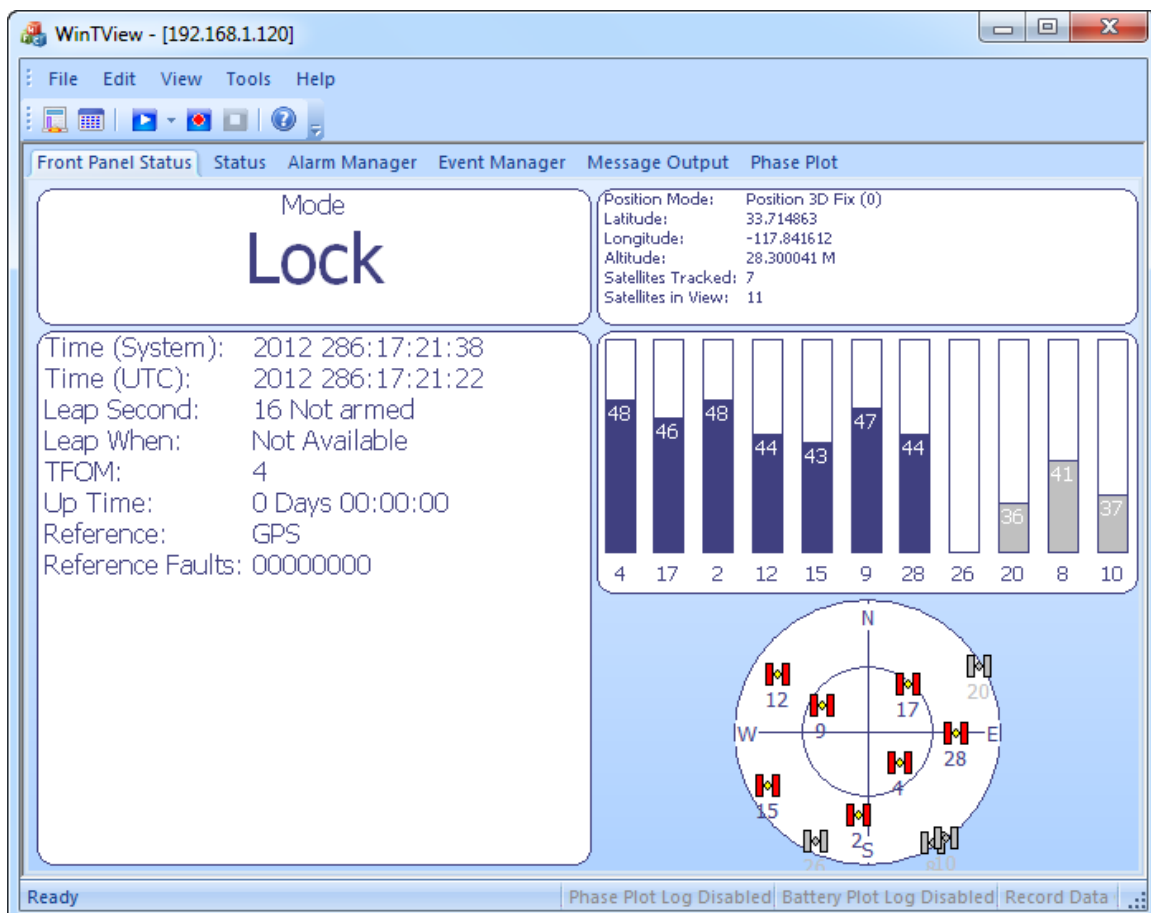 WinTView - [192.168.1.120]
File Edit View Tools Help
Front Panel Status Status Alarm Manager Event Manager Message Output Phase Plot
Mode
Lock
Position Mode: Position 3D Fix (0)
Latitude: 33.714863
Longitude: -117.841612
Altitude: 28.300041 M
Satellites Tracked: 7
Satellites in View: 11
Time (System): 2012 286:17:21:38
Time (UTC): 2012 286:17:21:22
Leap Second: 16 Not armed
Leap When: Not Available
TFOM: 4
Up Time: 0 Days 00:00:00
Reference: GPS
Reference Faults: 00000000
48 46 48 44 43 47 44 36 41 37
4 17 2 12 15 9 28 26 20 8 10
N
12 17 20
9
W E
28
4
15
2
S
26 8 10
Ready Phase Plot Log Disabled Battery Plot Log Disabled Record Data